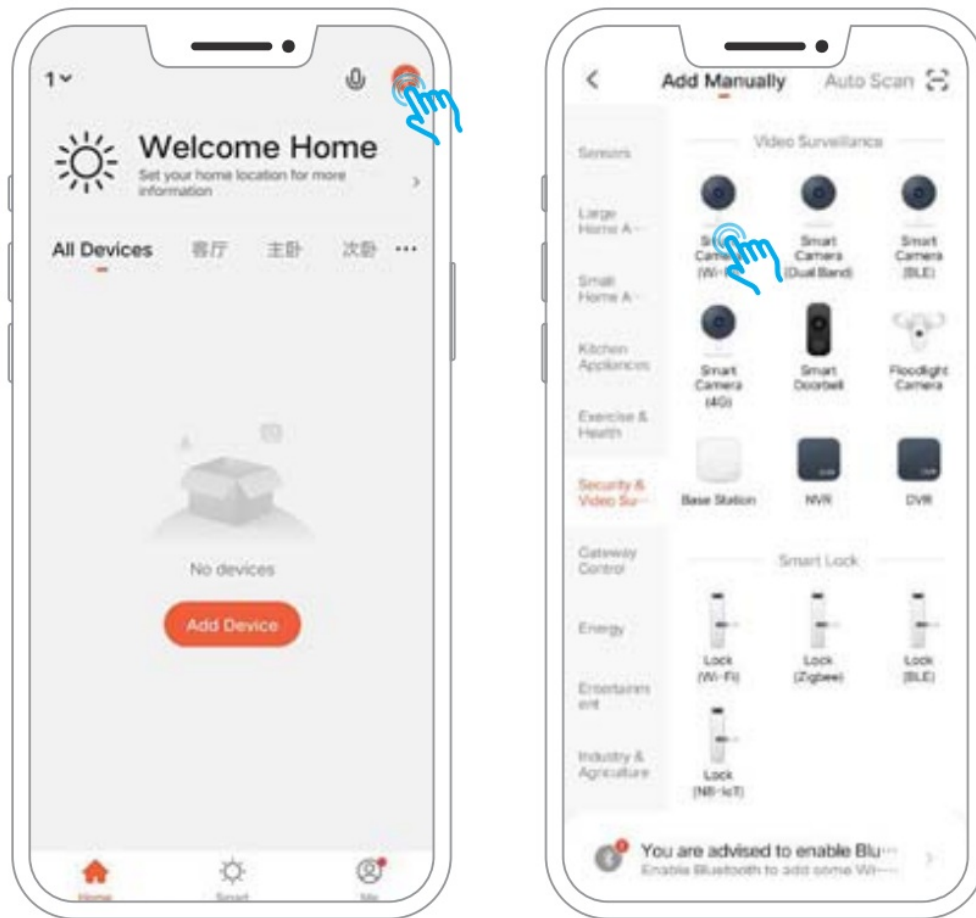 1
Welcome Home
Set your home location for more
information
All Devices 客厅 主卧 次卧 •••
No devices
Add Device
Home Smart Me
Add Manually Auto Scan
Sensors
Large
Home A···
Small
Home A···
Kitchen
Appliances
Exercise &
Health
Security &
Video Su···
Gateway
Control
Energy
Entertainm
ent
Industry &
Agriculture
Video Surveillance
Smart
Camera
(Wi-F
Smart
Camera
(Dual Band)
Smart
Camera
(BLE)
Smart
Camera
(4G)
Smart
Doorbell
Floodlight
Camera
Base Station
NVR
DVR
Smart Lock
Lock
(Wi-Fi)
Lock
(Zigbee)
Lock
(BLE)
Lock
(NB-IoT)
You are advised to enable Blu···
Enable Bluetooth to add some Wi-···